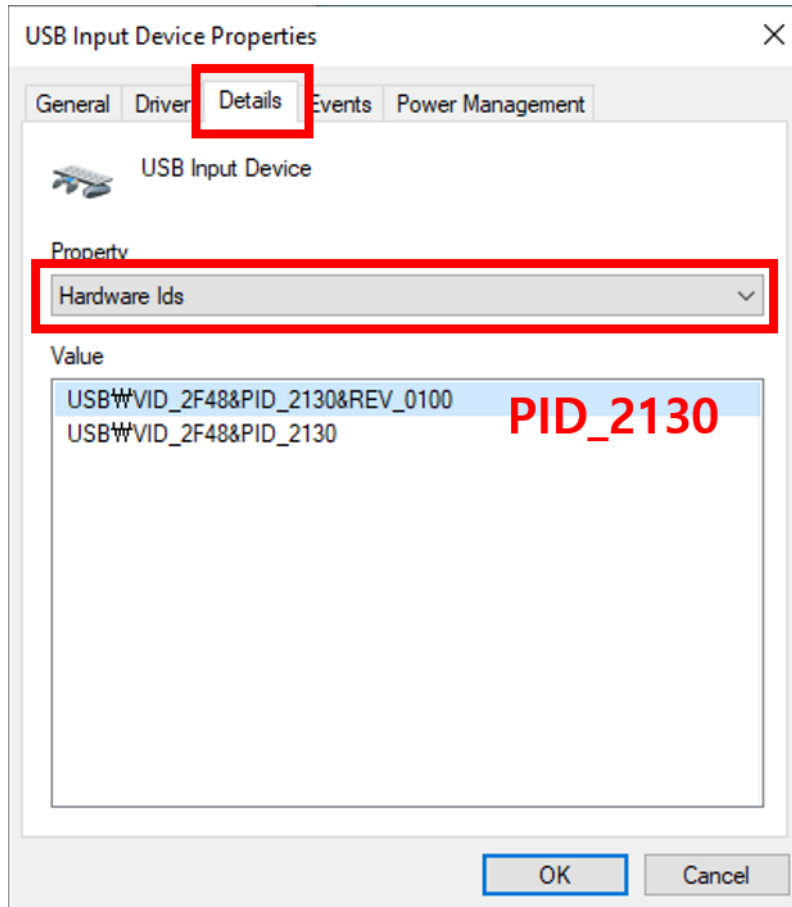 USB Input Device Properties
General Driver Details Events Power Management
USB Input Device
Property
Hardware Ids
Value
USB₩VID_2F48&PID_2130&REV_0100
PID_2130
USB₩VID_2F48&PID_2130
OK Cancel